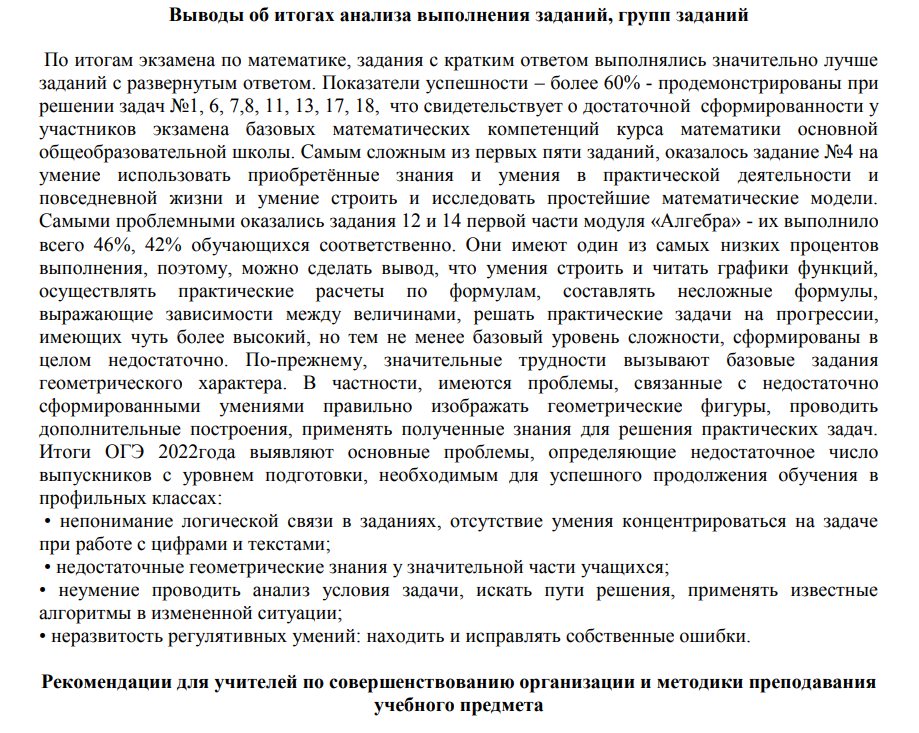 Выводы об итогах анализа выполнения заданий, групп заданий
По итогам экзамена по математике, задания с кратким ответом выполнялись значительно лучше
заданий с развернутым ответом. Показатели успешности – более 60% - продемонстрированы при
решении задач №1, 6, 7,8, 11, 13, 17, 18, что свидетельствует о достаточной сформированности у
участников экзамена базовых математических компетенций курса математики основной
общеобразовательной школы. Самым сложным из первых пяти заданий, оказалось задание №4 на
умение использовать приобретённые знания и умения в практической деятельности и
повседневной жизни и умение строить и исследовать простейшие математические модели.
Самыми проблемными оказались задания 12 и 14 первой части модуля «Алгебра» - их выполнило
всего 46%, 42% обучающихся соответственно. Они имеют один из самых низких процентов
выполнения, поэтому, можно сделать вывод, что умения строить и читать графики функций,
осуществлять практические расчеты по формулам, составлять несложные формулы,
выражающие зависимости между величинами, решать практические задачи на прогрессии,
имеющих чуть более высокий, но тем не менее базовый уровень сложности, сформированы в
целом недостаточно. По-прежнему, значительные трудности вызывают базовые задания
геометрического характера. В частности, имеются проблемы, связанные с недостаточно
сформированными умениями правильно изображать геометрические фигуры, проводить
дополнительные построения, применять полученные знания для решения практических задач.
Итоги ОГЭ 2022года выявляют основные проблемы, определяющие недостаточное число
выпускников с уровнем подготовки, необходимым для успешного продолжения обучения в
профильных классах:
• непонимание логической связи в заданиях, отсутствие умения концентрироваться на задаче
при работе с цифрами и текстами;
• недостаточные геометрические знания у значительной части учащихся;
• неумение проводить анализ условия задачи, искать пути решения, применять известные
алгоритмы в измененной ситуации;
• неразвитость регулятивных умений: находить и исправлять собственные ошибки.
Рекомендации для учителей по совершенствованию организации и методики преподавания
учебного предмета